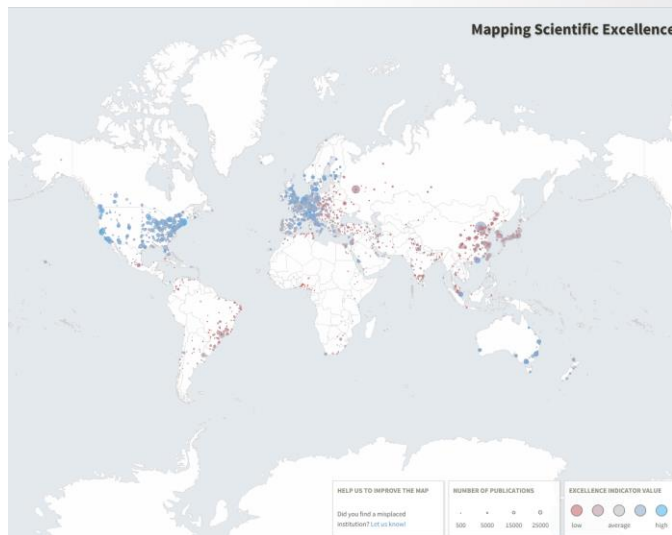 Mapping Scientific Excellence
HELP US TO IMPROVE THE MAP
Did you find a misplaced
institution? Let us know!
NUMBER OF PUBLICATIONS
500 5000 15000 25000
EXCELLENCE INDICATOR VALUE
low average high